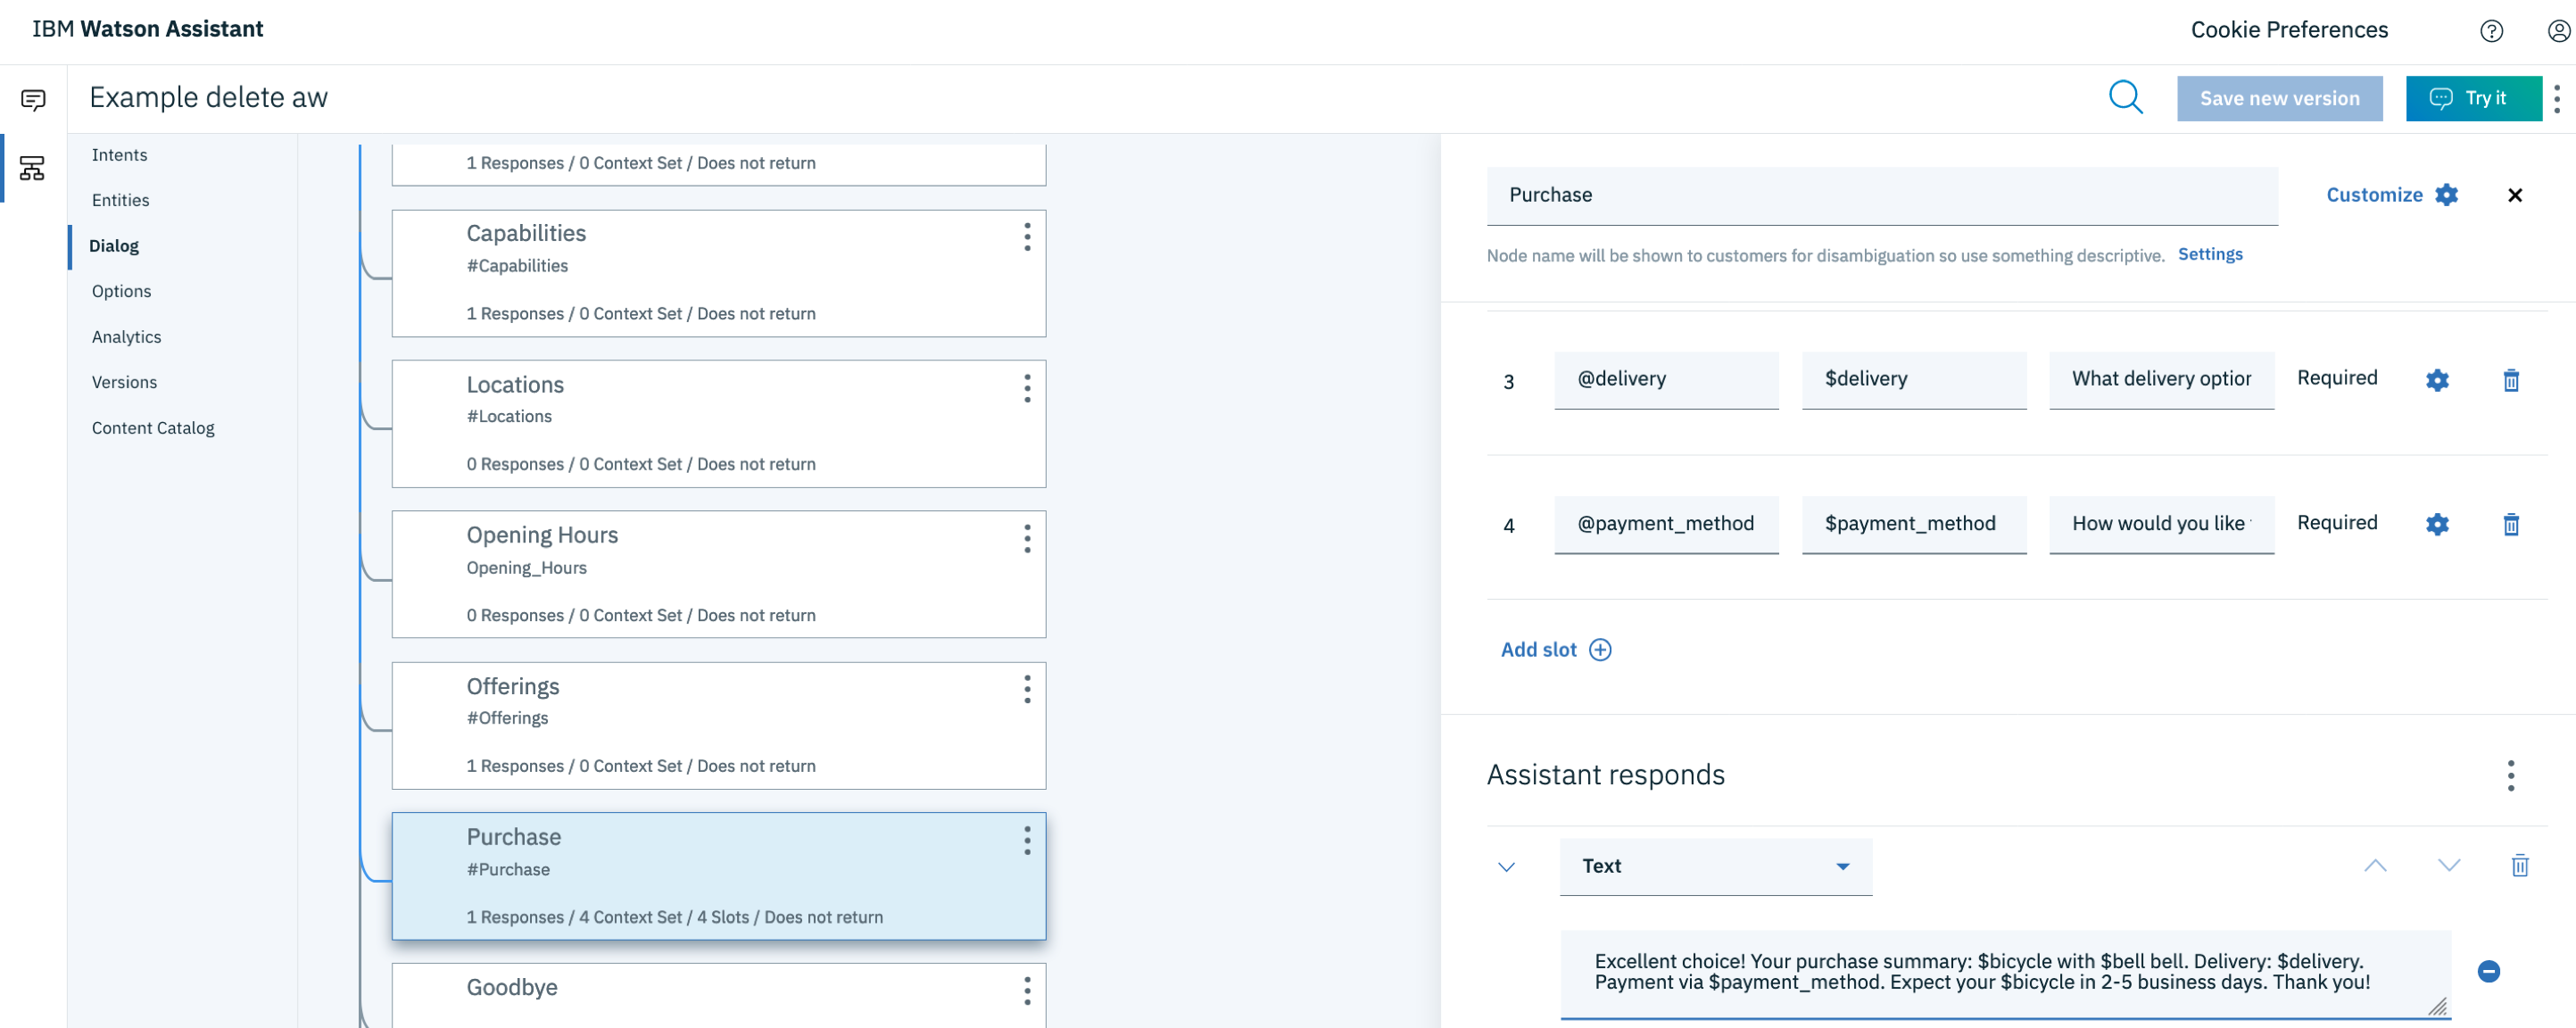 IBM Watson Assistant
Cookie Preferences
Example delete aw
Save new version
Try it
Intents
Entities
Dialog
Options
Analytics
Versions
Content Catalog
1 Responses / 0 Context Set / Does not return
Capabilities
#Capabilities
1 Responses / 0 Context Set / Does not return
Locations
#Locations
0 Responses / 0 Context Set / Does not return
Opening Hours
Opening_Hours
0 Responses / 0 Context Set / Does not return
Offerings
#Offerings
1 Responses / 0 Context Set / Does not return
Purchase
#Purchase
1 Responses / 4 Context Set / 4 Slots / Does not return
Goodbye
Purchase
Customize
Node name will be shown to customers for disambiguation so use something descriptive. Settings
3 @delivery $delivery What delivery option Required
4 @payment_method $payment_method How would you like Required
Add slot
Assistant responds
Text
Excellent choice! Your purchase summary: $bicycle with $bell bell. Delivery: $delivery.
Payment via $payment_method. Expect your $bicycle in 2-5 business days. Thank you!